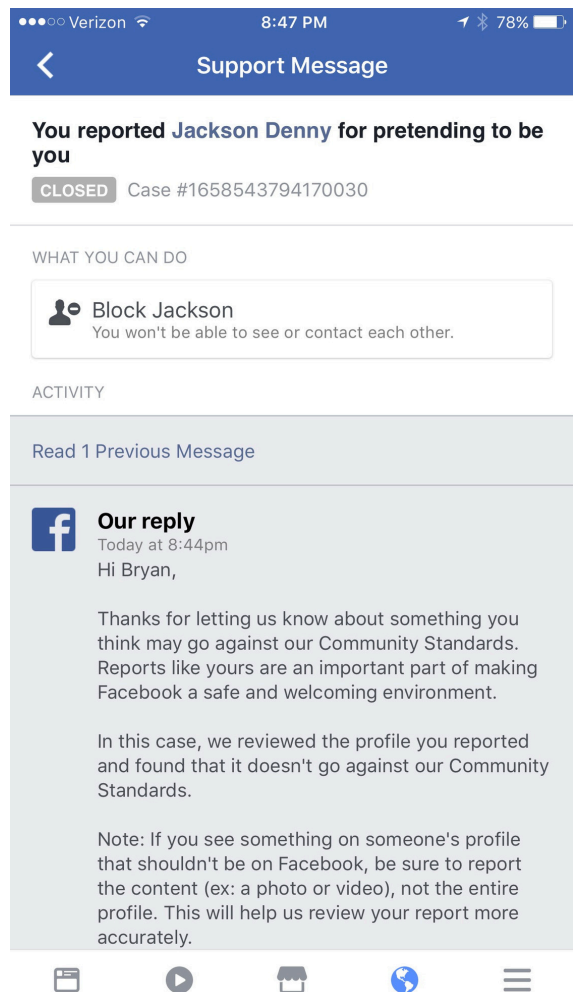 Verizon 8:47 PM 78%
Support Message
You reported Jackson Denny for pretending to be
you
CLOSED Case #1658543794170030
WHAT YOU CAN DO
Block Jackson
You won't be able to see or contact each other.
ACTIVITY
Read 1 Previous Message
f
Our reply
Today at 8:44pm
Hi Bryan,
Thanks for letting us know about something you
think may go against our Community Standards.
Reports like yours are an important part of making
Facebook a safe and welcoming environment.
In this case, we reviewed the profile you reported
and found that it doesn't go against our Community
Standards.
Note: If you see something on someone's profile
that shouldn't be on Facebook, be sure to report
the content (ex: a photo or video), not the entire
profile. This will help us review your report more
accurately.